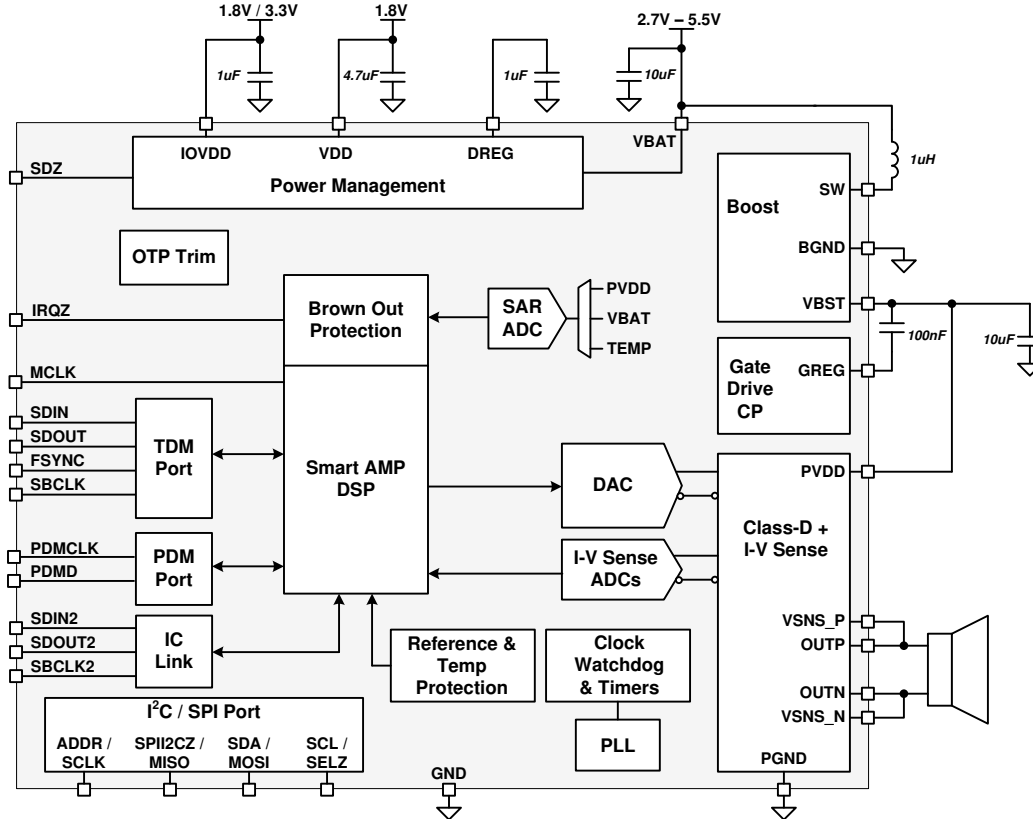 1.8V / 3.3V
1.8V
2.7V – 5.5V
1uF
4.7uF
1uF
10uF
IOVDD
VDD
DREG
VBAT
Power Management
SDZ
1uH
SW
Boost
BGND
VBST
OTP Trim
IRQZ
Brown Out
Protection
SAR
ADC
PVDD
VBAT
TEMP
100nF
10uF
Gate
Drive
CP
GREG
MCLK
SDIN
SDOUT
FSYNC
SBCLK
TDM
Port
Smart AMP
DSP
DAC
PVDD
Class-D +
I-V Sense
I-V Sense
ADCs
PDMCLK
PDMD
PDM
Port
SDIN2
SDOUT2
SBCLK2
IC
Link
Reference &
Temp
Protection
Clock
Watchdog
& Timers
PLL
VSNS_P
OUTP
OUTN
VSNS_N
PGND
I²C / SPI Port
ADDR /
SCLK
SPII2CZ /
MISO
SDA /
MOSI
SCL /
SELZ
GND